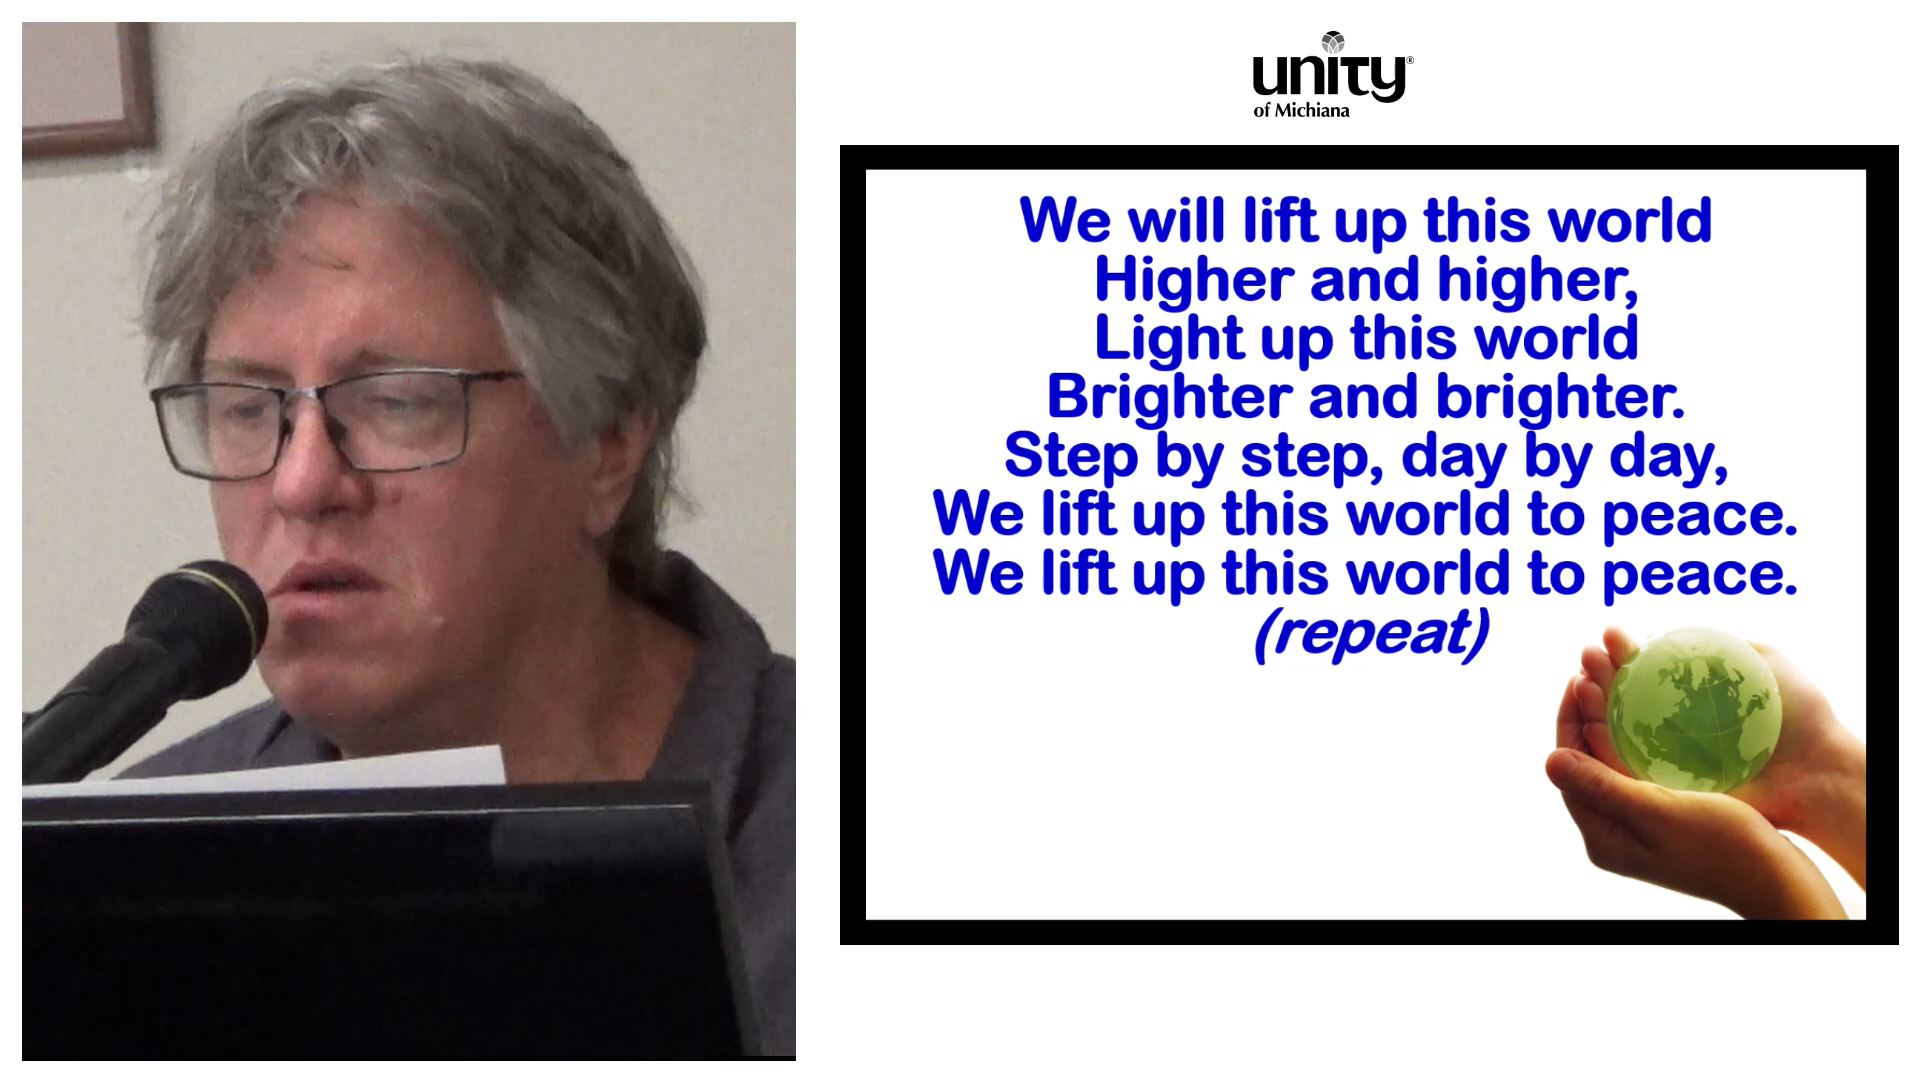 unity®
of Michiana
We will lift up this world
Higher and higher,
Light up this world
Brighter and brighter.
Step by step, day by day,
We lift up this world to peace.
We lift up this world to peace.
(repeat)